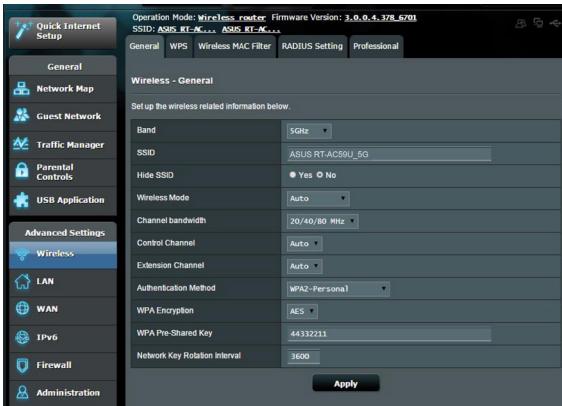 Quick Internet
Setup
Operation Mode: Wireless router Firmware Version: 3.0.0.4.378_6701
SSID: ASUS RT-AC... ASUS RT-AC...
General WPS Wireless MAC Filter RADIUS Setting Professional
General
Network Map
Guest Network
Traffic Manager
Parental
Controls
USB Application
Advanced Settings
Wireless
LAN
WAN
IPv6
Firewall
Administration
Wireless - General
Set up the wireless related information below.
Band 5GHz
SSID ASUS RT-AC59U_5G
Hide SSID Yes No
Wireless Mode Auto
Channel bandwidth 20/40/80 MHz
Control Channel Auto
Extension Channel Auto
Authentication Method WPA2-Personal
WPA Encryption AES
WPA Pre-Shared Key 44332211
Network Key Rotation Interval 3600
Apply